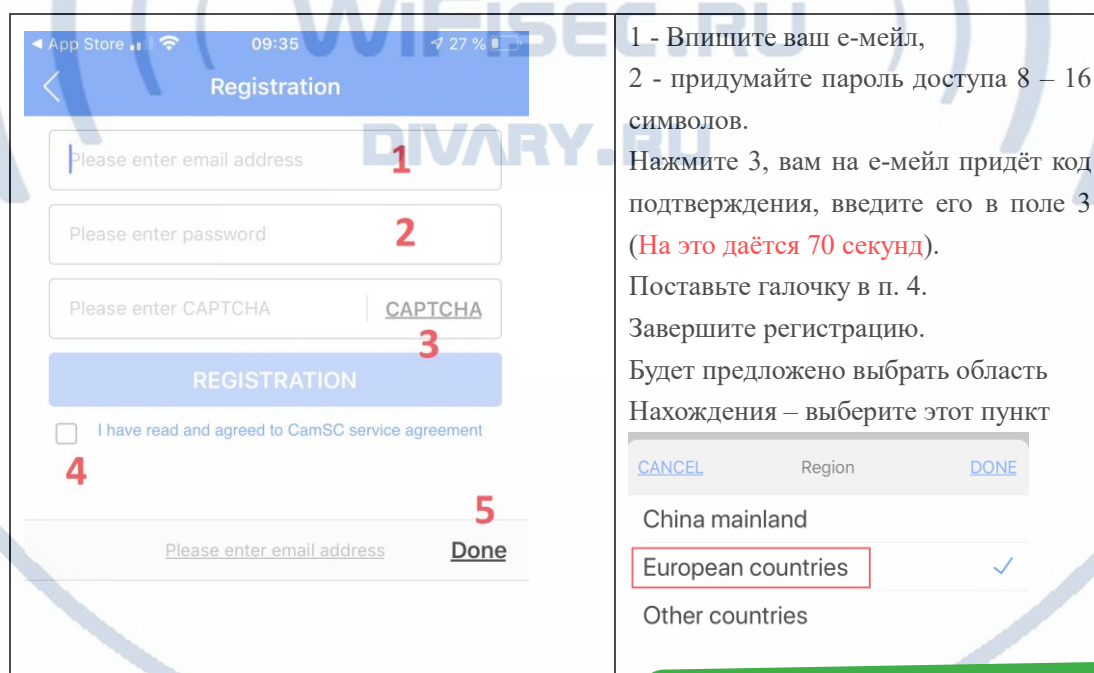 WIFISEC.RU
DIVARY.RU
App Store 09:35 27 %
Registration
Please enter email address 1
Please enter password 2
Please enter CAPTCHA CAPTCHA
3
REGISTRATION
I have read and agreed to CamSC service agreement
4
5
Please enter email address Done
1 - Впишите ваш е-мейл,
2 - придумайте пароль доступа 8 – 16
символов.
Нажмите 3, вам на е-мейл придёт код
подтверждения, введите его в поле 3
(На это даётся 70 секунд).
Поставьте галочку в п. 4.
Завершите регистрацию.
Будет предложено выбрать область
Нахождения – выберите этот пункт
CANCEL Region DONE
China mainland
European countries
Other countries